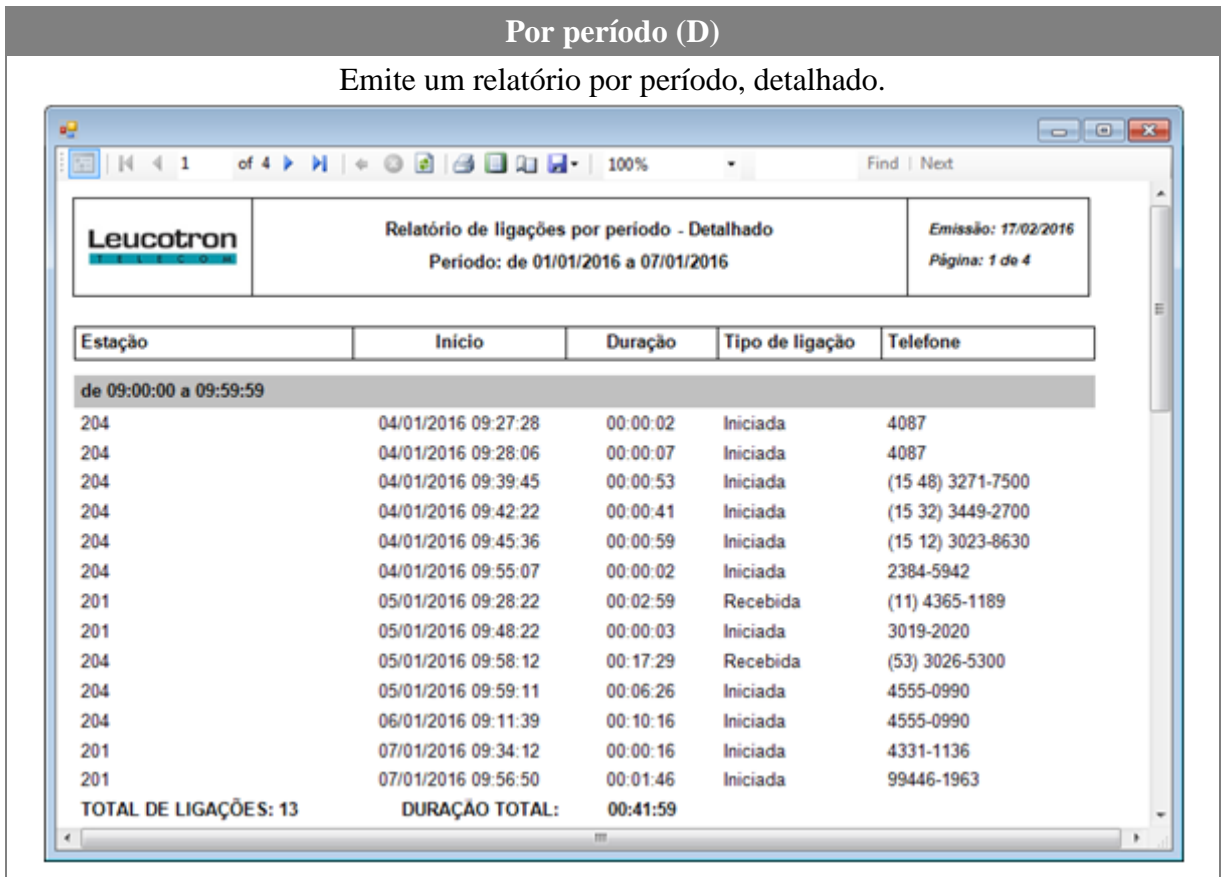 Por período (D)
Emite um relatório por período, detalhado.
1 of 4 100% Find | Next
Leucotron Relatório de ligações por período - Detalhado Emissão: 17/02/2016
TELECOM Período: de 01/01/2016 a 07/01/2016 Página: 1 de 4
Estação Início Duração Tipo de ligação Telefone
de 09:00:00 a 09:59:59
204 04/01/2016 09:27:28 00:00:02 Iniciada 4087
204 04/01/2016 09:28:06 00:00:07 Iniciada 4087
204 04/01/2016 09:39:45 00:00:53 Iniciada (15 48) 3271-7500
204 04/01/2016 09:42:22 00:00:41 Iniciada (15 32) 3449-2700
204 04/01/2016 09:45:36 00:00:59 Iniciada (15 12) 3023-8630
204 04/01/2016 09:55:07 00:00:02 Iniciada 2384-5942
201 05/01/2016 09:28:22 00:02:59 Recebida (11) 4365-1189
201 05/01/2016 09:48:22 00:00:03 Iniciada 3019-2020
204 05/01/2016 09:58:12 00:17:29 Recebida (53) 3026-5300
204 05/01/2016 09:59:11 00:06:26 Iniciada 4555-0990
204 06/01/2016 09:11:39 00:10:16 Iniciada 4555-0990
201 07/01/2016 09:34:12 00:00:16 Iniciada 4331-1136
201 07/01/2016 09:56:50 00:01:46 Iniciada 99446-1963
TOTAL DE LIGAÇÕES: 13 DURAÇÃO TOTAL: 00:41:59